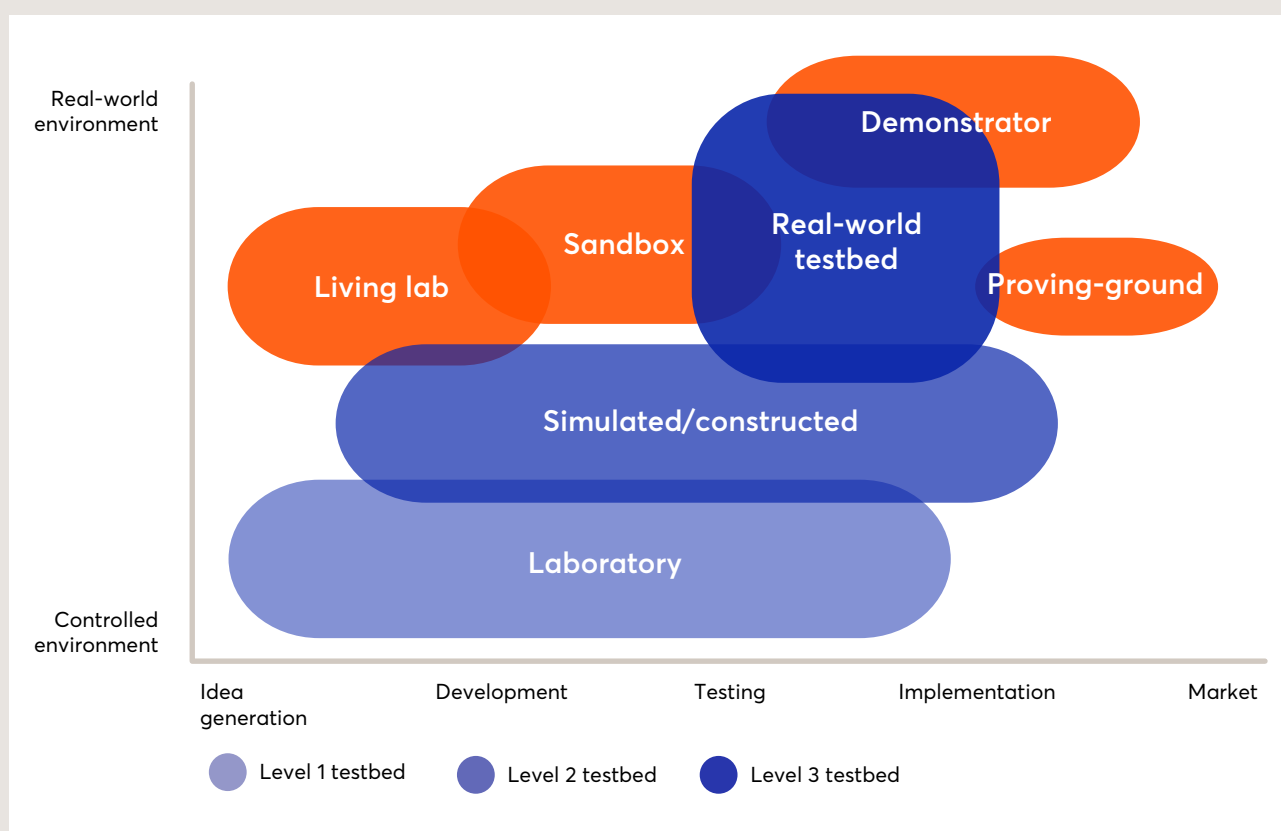 Real-world
environment
Demonstrator
Real-world
testbed
Sandbox
Living lab
Proving-ground
Simulated/constructed
Laboratory
Controlled
environment
Idea
generation
Development
Testing
Implementation
Market
Level 1 testbed
Level 2 testbed
Level 3 testbed